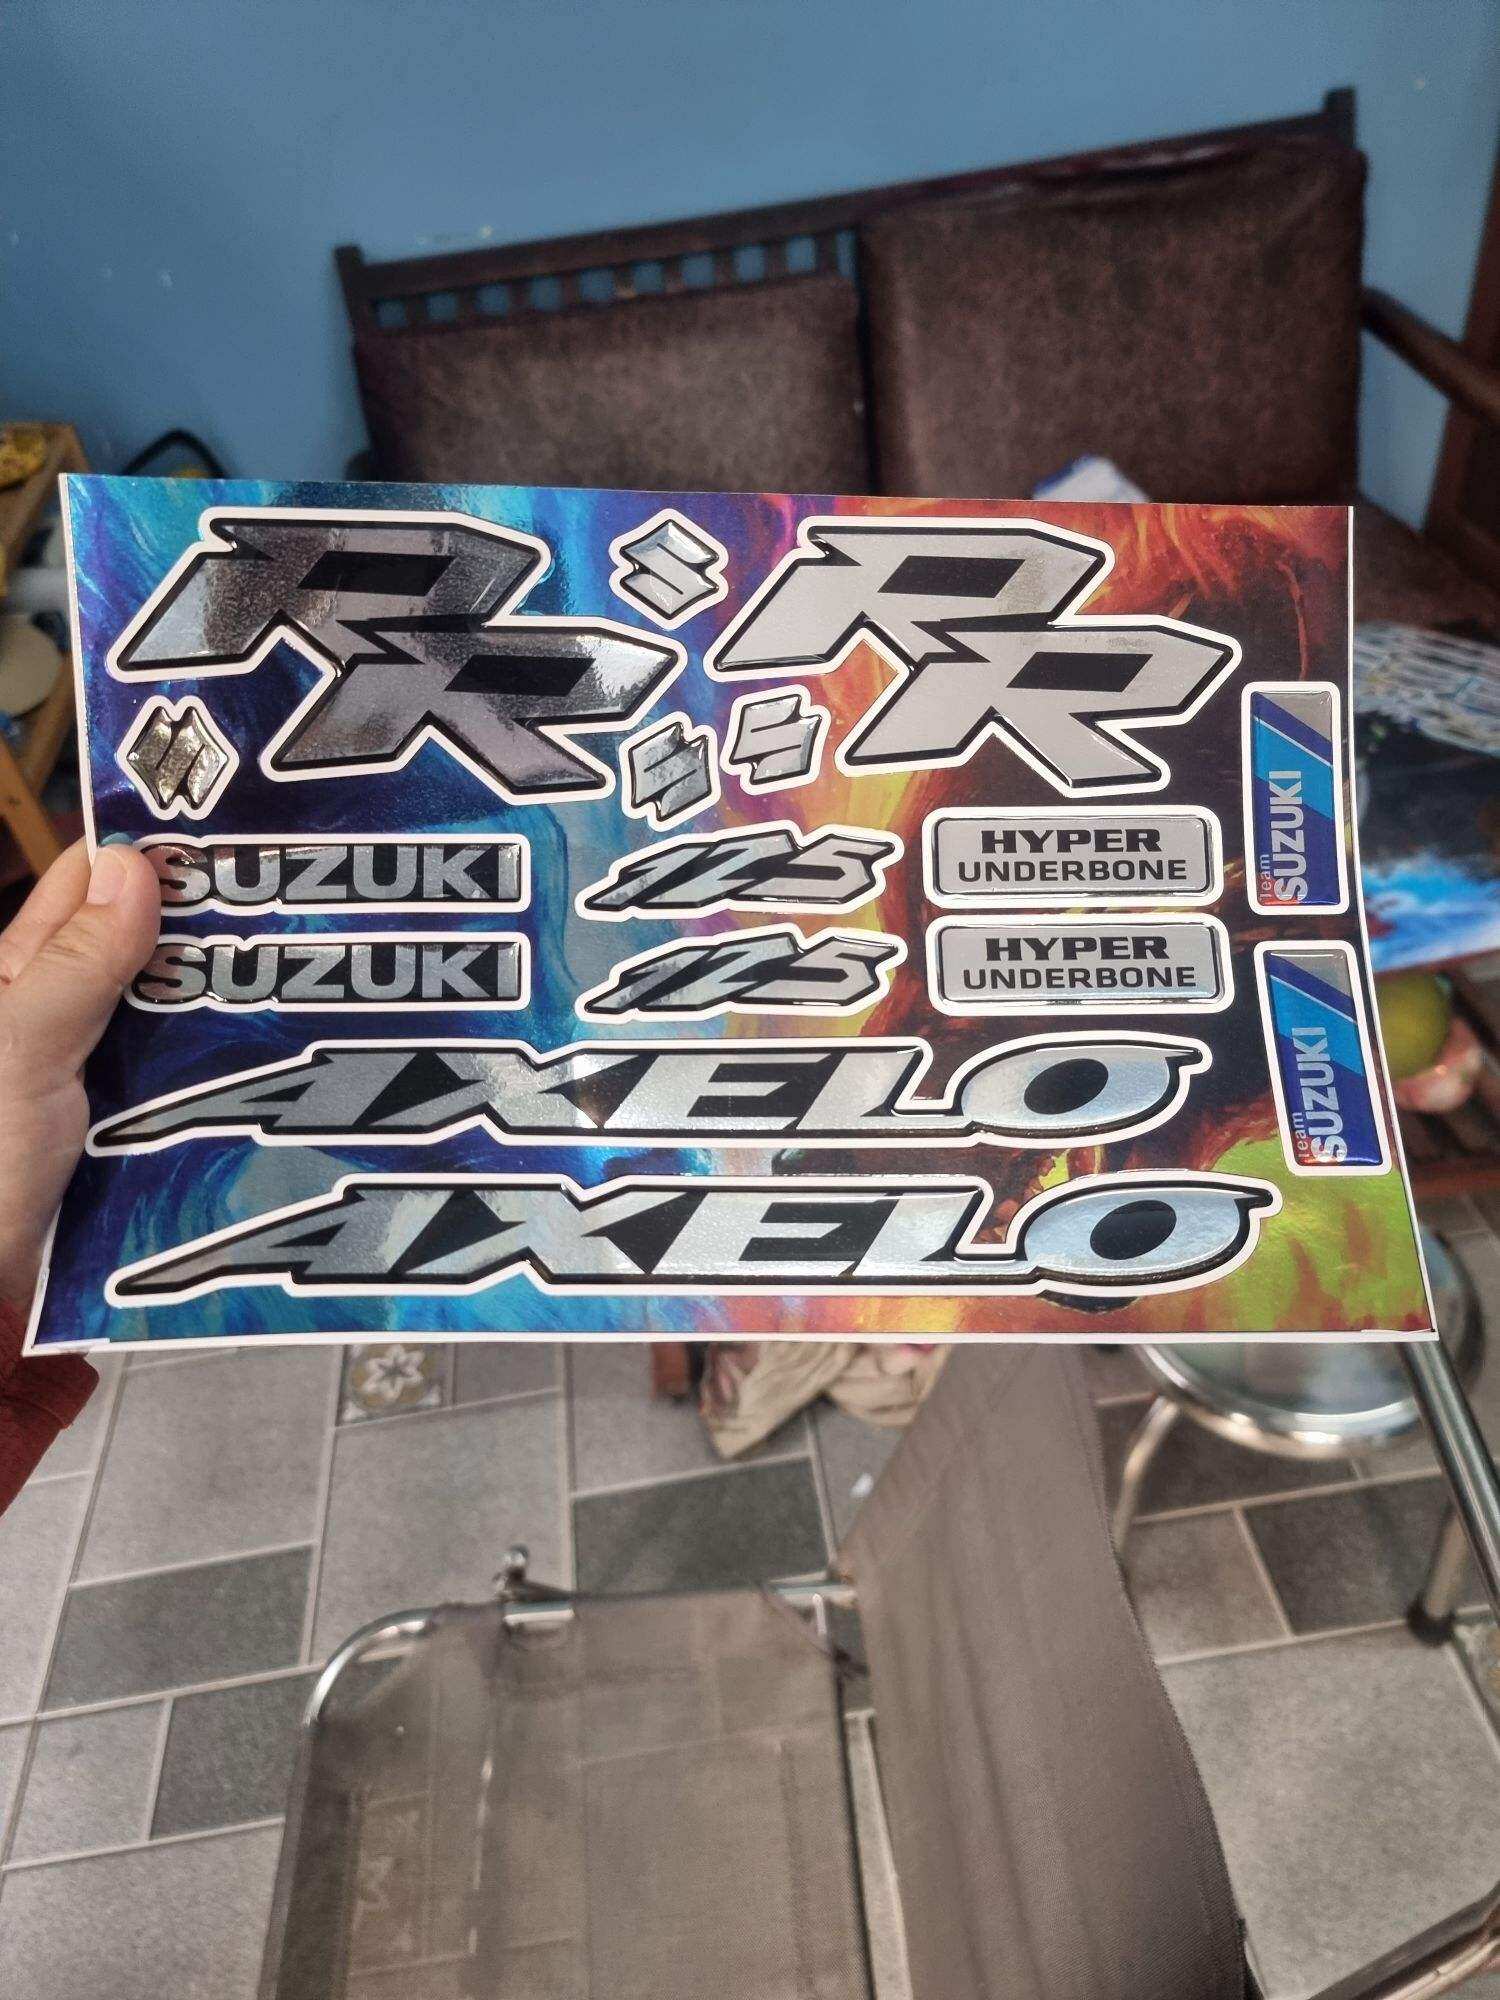 RR
RR
SUZUKI
125
HYPER
UNDERBONE
Team
SUZUKI
SUZUKI
125
HYPER
UNDERBONE
Team
SUZUKI
AXELO
AXELO